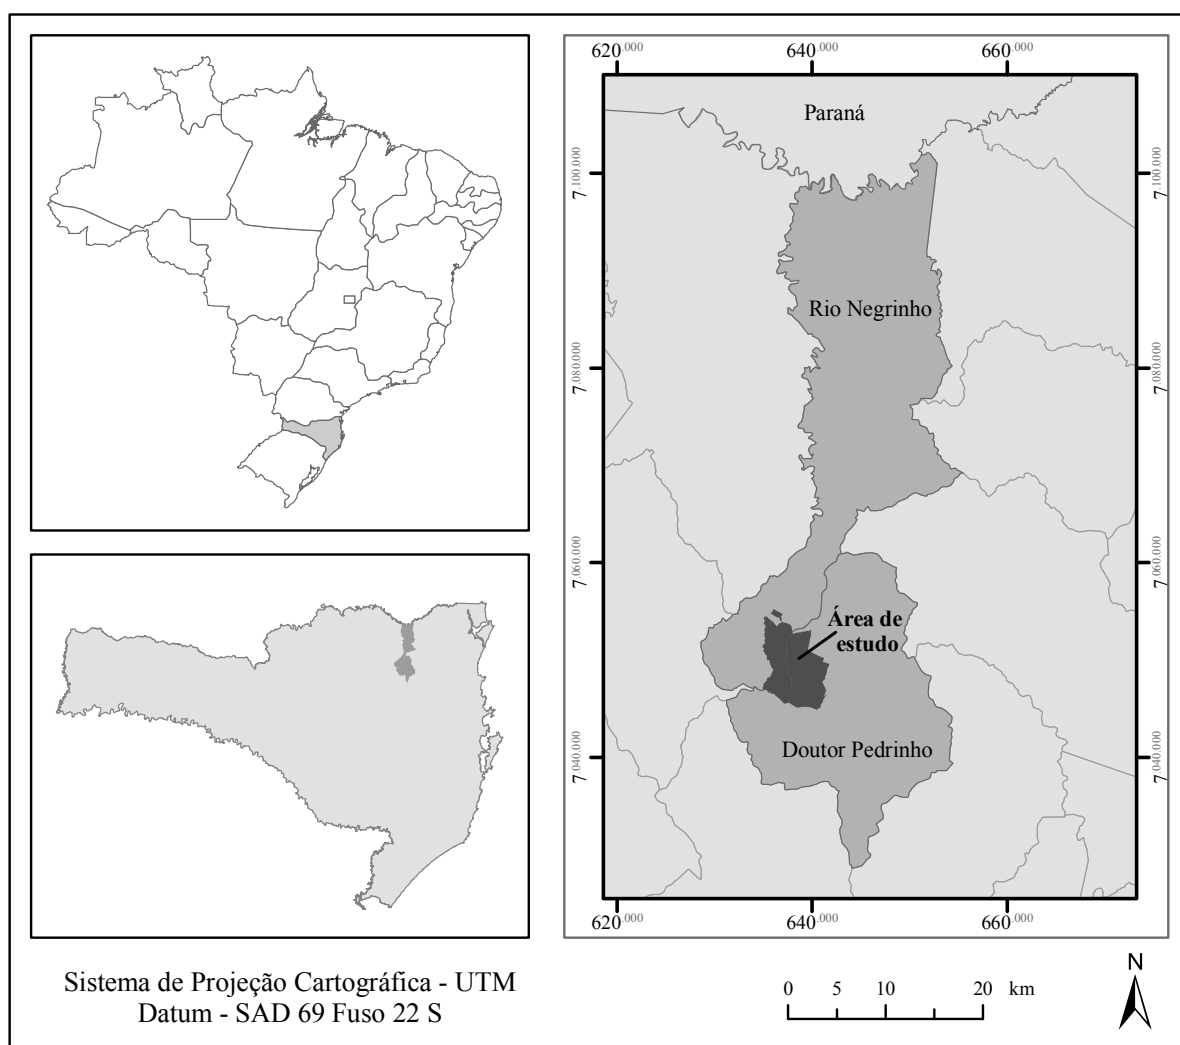 620.000 640.000 660.000
Paraná
7.100.000
7.100.000
Rio Negrinho
7.080.000
7.080.000
7.060.000
7.060.000
Área de
estudo
Doutor Pedrinho
7.040.000
7.040.000
620.000 640.000 660.000
Sistema de Projeção Cartográfica - UTM
Datum - SAD 69 Fuso 22 S
0 5 10 20 km
N